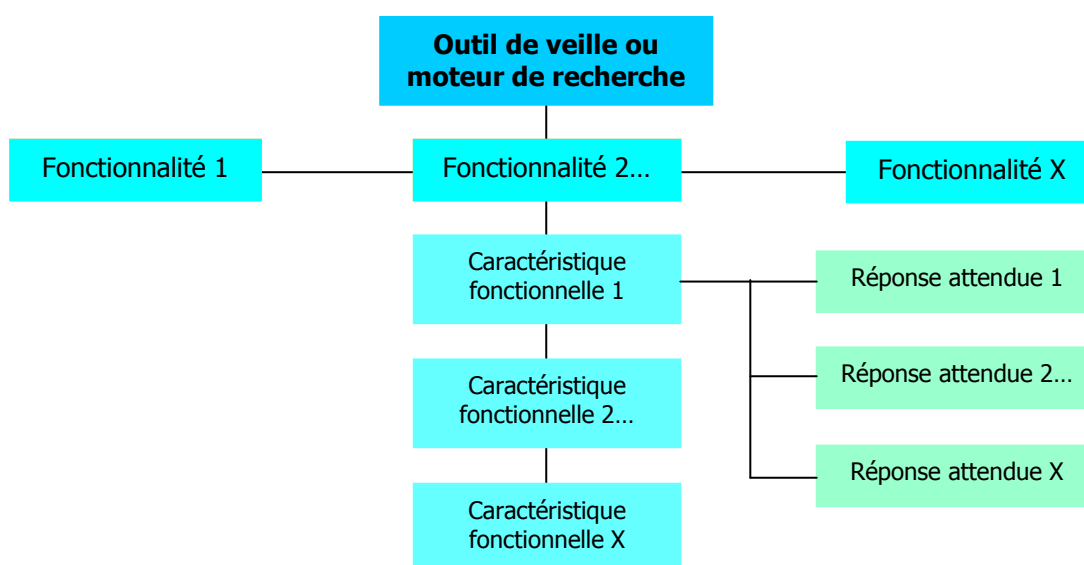 Outil de veille ou
moteur de recherche
Fonctionnalité 1
Fonctionnalité 2...
Fonctionnalité X
Caractéristique
fonctionnelle 1
Réponse attendue 1
Caractéristique
fonctionnelle 2...
Réponse attendue 2...
Caractéristique
fonctionnelle X
Réponse attendue X